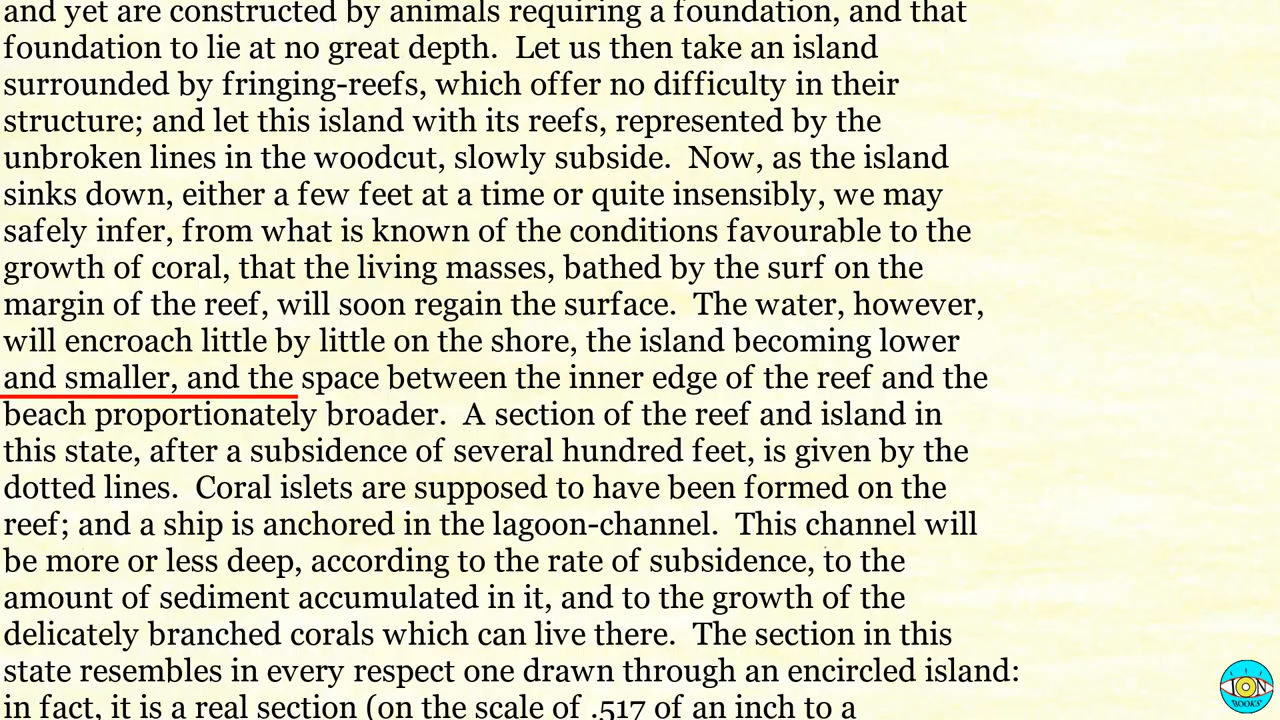 and yet are constructed by animals requiring a foundation, and that
foundation to lie at no great depth.  Let us then take an island
surrounded by fringing-reefs, which offer no difficulty in their
structure; and let this island with its reefs, represented by the
unbroken lines in the woodcut, slowly subside.  Now, as the island
sinks down, either a few feet at a time or quite insensibly, we may
safely infer, from what is known of the conditions favourable to the
growth of coral, that the living masses, bathed by the surf on the
margin of the reef, will soon regain the surface.  The water, however,
will encroach little by little on the shore, the island becoming lower
and smaller, and the space between the inner edge of the reef and the
beach proportionately broader.  A section of the reef and island in
this state, after a subsidence of several hundred feet, is given by the
dotted lines.  Coral islets are supposed to have been formed on the
reef; and a ship is anchored in the lagoon-channel.  This channel will
be more or less deep, according to the rate of subsidence, to the
amount of sediment accumulated in it, and to the growth of the
delicately branched corals which can live there.  The section in this
state resembles in every respect one drawn through an encircled island:
in fact, it is a real section (on the scale of .517 of an inch to a
ION
BOOKS